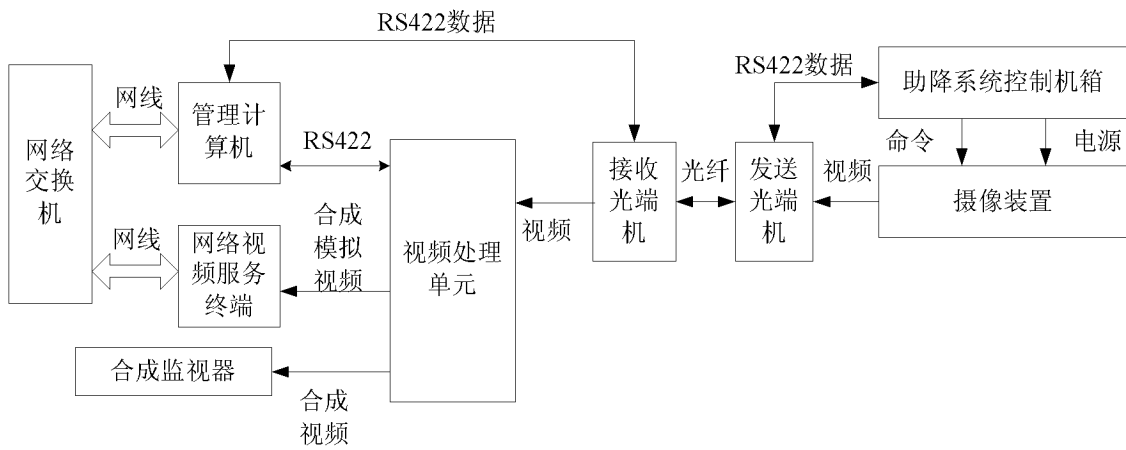 RS422数据
RS422数据
助降系统控制机箱
网线
管理计
算机
RS422
命令
电源
网络
交换
机
接收
光端
机
光纤
发送
光端
机
视频
摄像装置
合成
模拟
视频
视频处理
单元
视频
网线
网络视
频服务
终端
合成监视器
合成
视频